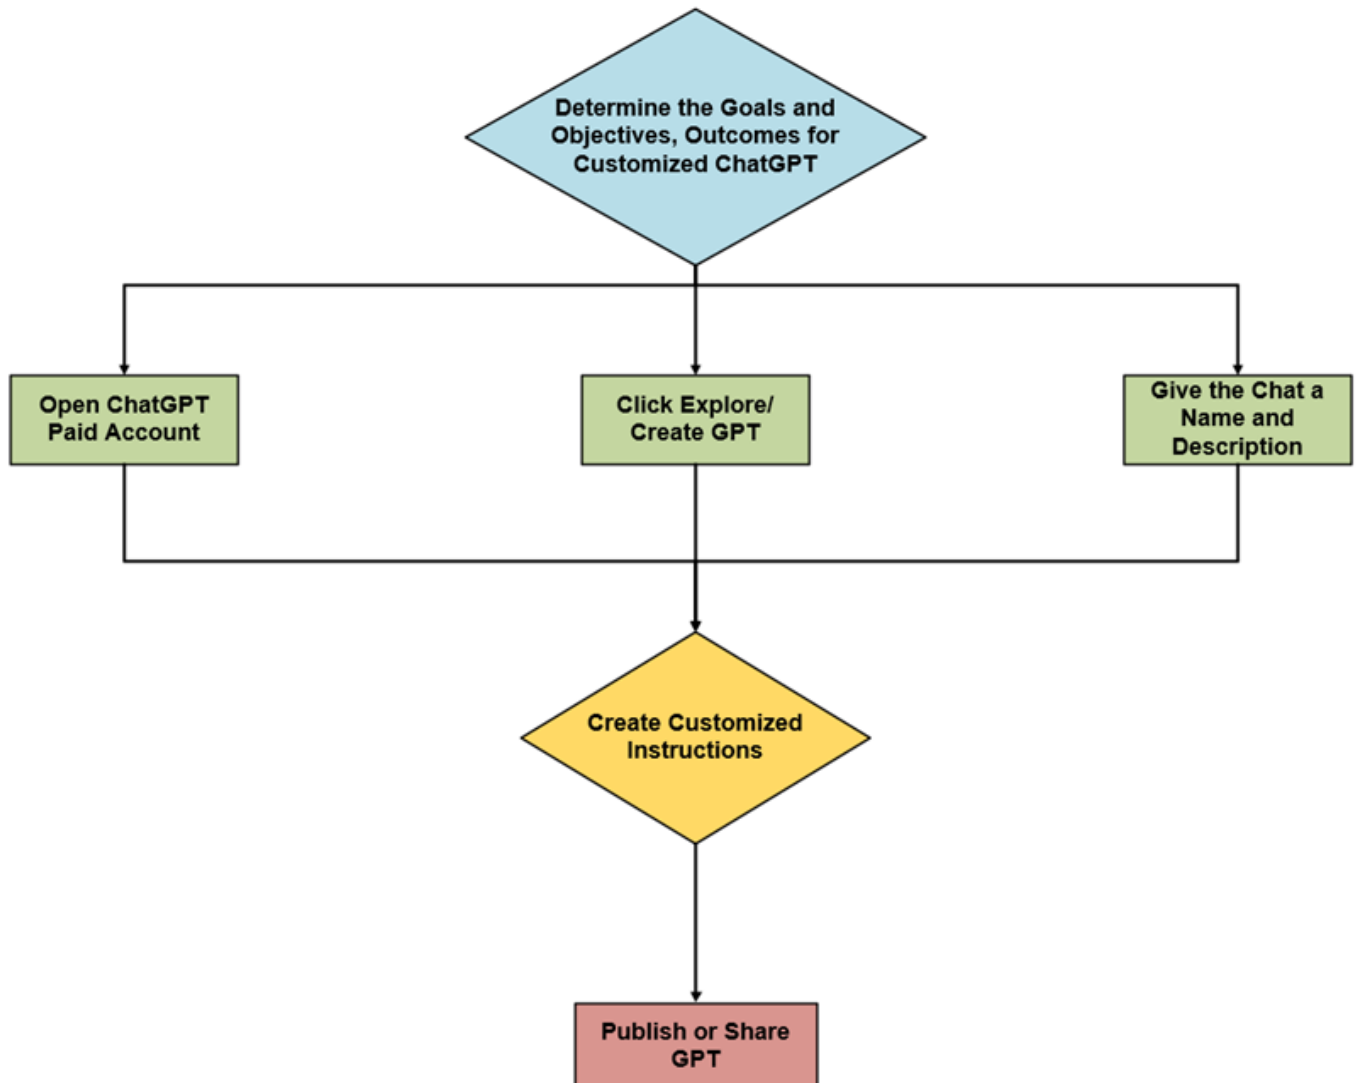 Determine the Goals and
Objectives, Outcomes for
Customized ChatGPT
Open ChatGPT
Paid Account
Click Explore/
Create GPT
Give the Chat a
Name and
Description
Create Customized
Instructions
Publish or Share
GPT